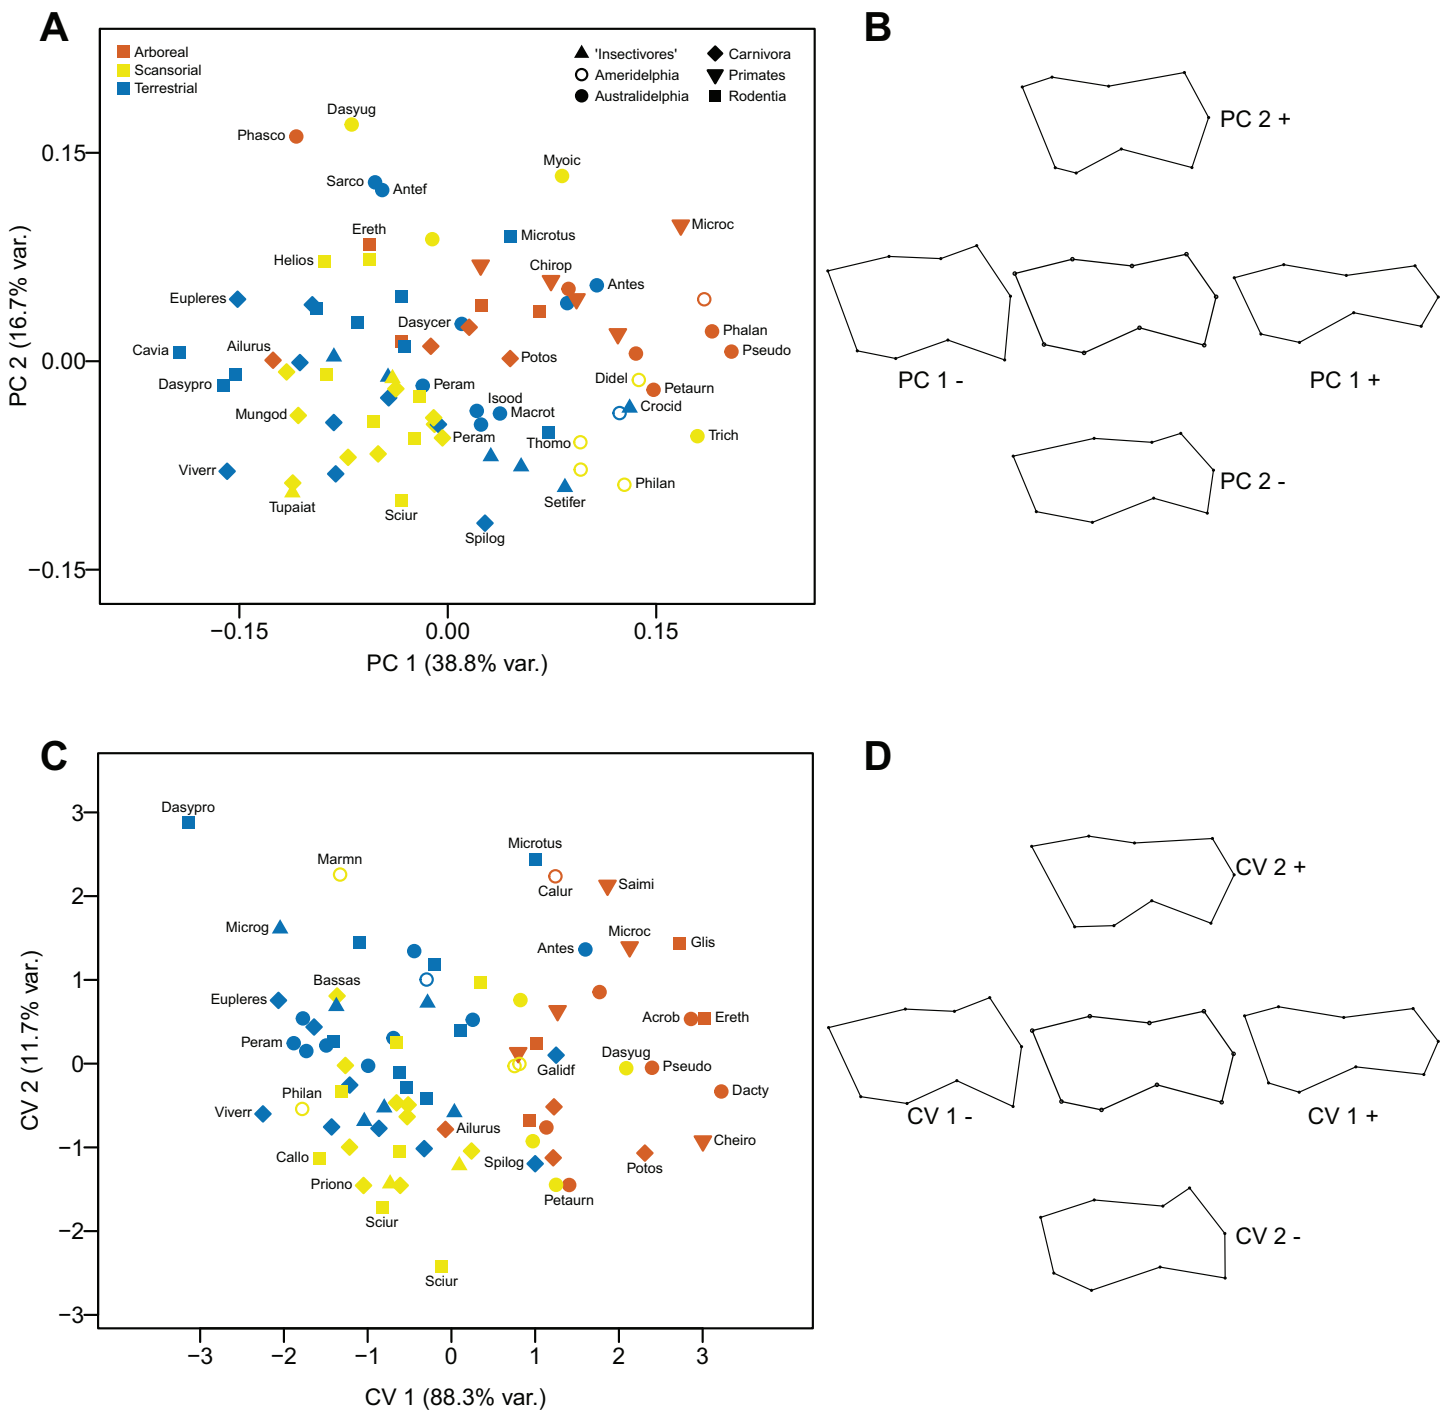 A
B
Arboreal
Scansorial
Terrestrial
'Insectivores'
Ameridelphia
Australidelphia
Carnivora
Primates
Rodentia
Dasyug
Phasco
Myoic
Sarco
Antef
Microc
Ereth
Microtus
Helios
Chirop
Antes
Eupleres
Dasycer
Phalan
Cavia
Ailurus
Potos
Pseudo
Didel
Dasypro
Peram
Petaurn
Isood
Crocid
Mungod
Macrot
Peram
Thomo
Trich
Viverr
Philan
Tupaiat
Sciur
Setifer
Spilog
0.15
0.00
−0.15
PC 2 (16.7% var.)
−0.15
0.00
0.15
PC 1 (38.8% var.)
PC 2 +
PC 1 -
PC 1 +
PC 2 -
C
D
Dasypro
Marmn
Microtus
Calur
Saimi
Microg
Microc
Antes
Glis
Bassas
Eupleres
Acrob
Ereth
Peram
Dasyug
Galidf
Pseudo
Philan
Dacty
Viverr
Ailurus
Cheiro
Callo
Spilog
Potos
Priono
Petaurn
Sciur
Sciur
3
2
1
0
−1
−2
−3
CV 2 (11.7% var.)
−3
−2
−1
0
1
2
3
CV 1 (88.3% var.)
CV 2 +
CV 1 -
CV 1 +
CV 2 -